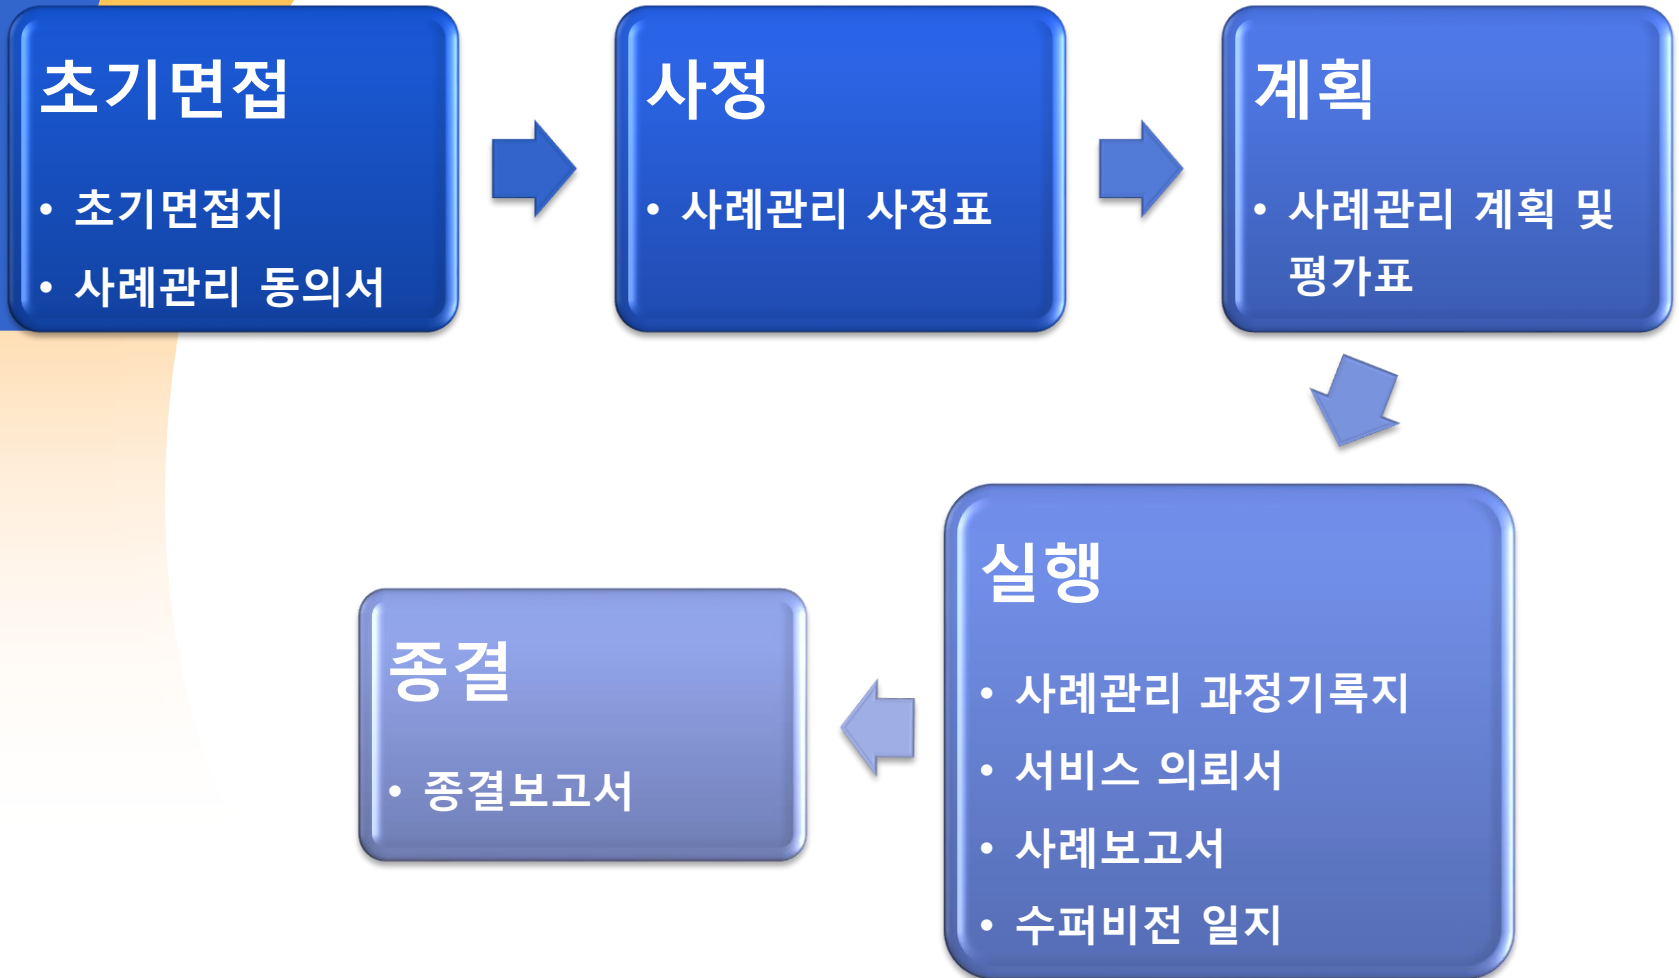 초기면접
• 초기면접지
• 사례관리 동의서
사정
• 사례관리 사정표
계획
• 사례관리 계획 및
평가표
실행
• 사례관리 과정기록지
• 서비스 의뢰서
• 사례보고서
• 수퍼비전 일지
종결
• 종결보고서